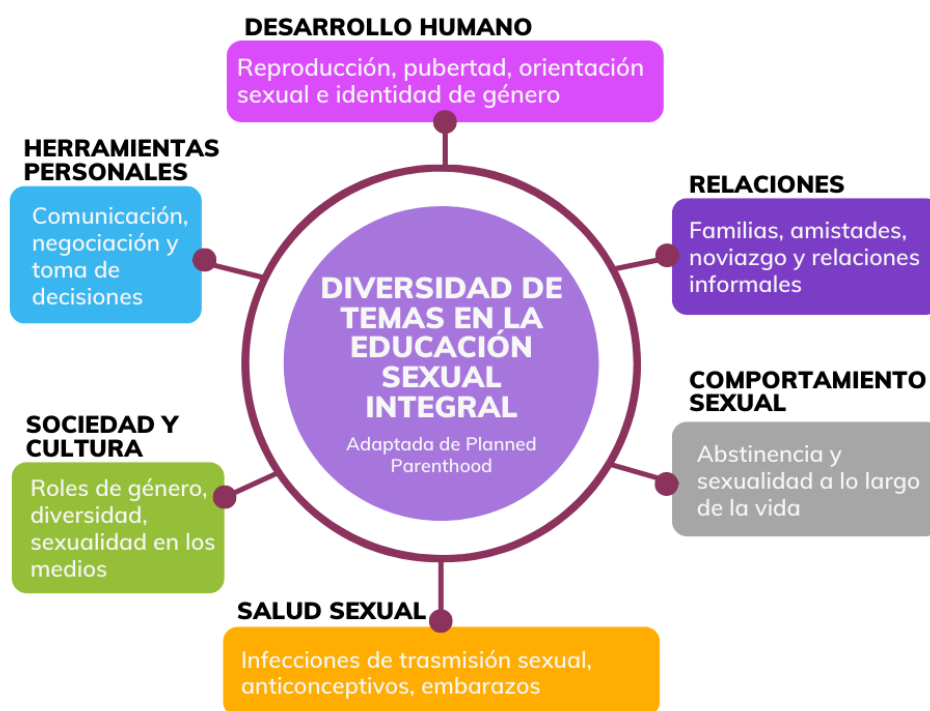 DESARROLLO HUMANO
Reproducción, pubertad, orientación
sexual e identidad de género
HERRAMIENTAS
PERSONALES
Comunicación,
negociación y
toma de
decisiones
RELACIONES
Familias, amistades,
noviazgo y relaciones
informales
DIVERSIDAD DE
TEMAS EN LA
EDUCACIÓN
SEXUAL
INTEGRAL
Adaptada de Planned
Parenthood
COMPORTAMIENTO
SEXUAL
Abstinencia y
sexualidad a lo largo
de la vida
SOCIEDAD Y
CULTURA
Roles de género,
diversidad,
sexualidad en los
medios
SALUD SEXUAL
Infecciones de trasmisión sexual,
anticonceptivos, embarazos